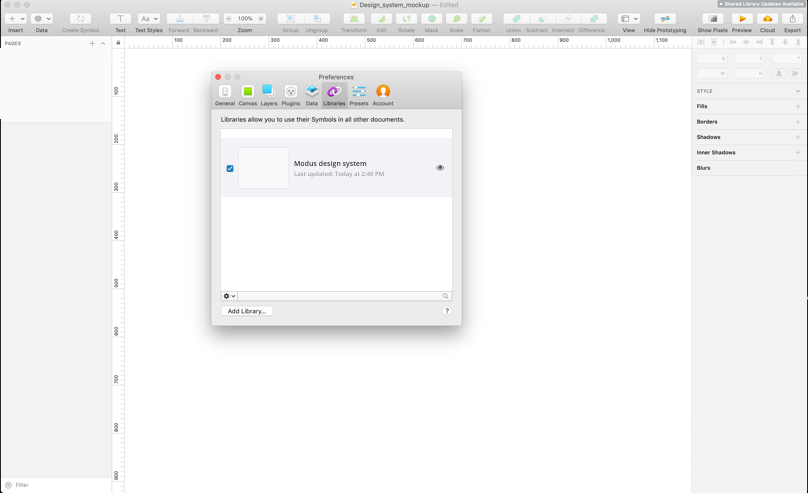 Design_system_mockup — Edited
Shared Library Updates Available
100%
Aa
Insert Data Create Symbol Text Text Styles Forward Backward Zoom Group Ungroup Transform Edit Rotate Mask Scale Flatten Union Subtract Intersect Difference View Hide Prototyping Show Pixels Preview Cloud Export
PAGES
100 200 300 400 500 600 700 800 900 1,000 1,100
100
200
300
400
500
600
700
800
900
Preferences
General Canvas Layers Plugins Data Libraries Presets Account
Libraries allow you to use their Symbols in all other documents.
Modus design system
Last updated: Today at 2:40 PM
Add Library...
?
X Y °
W H
STYLE
Fills
Borders
Shadows
Inner Shadows
Blurs
Filter